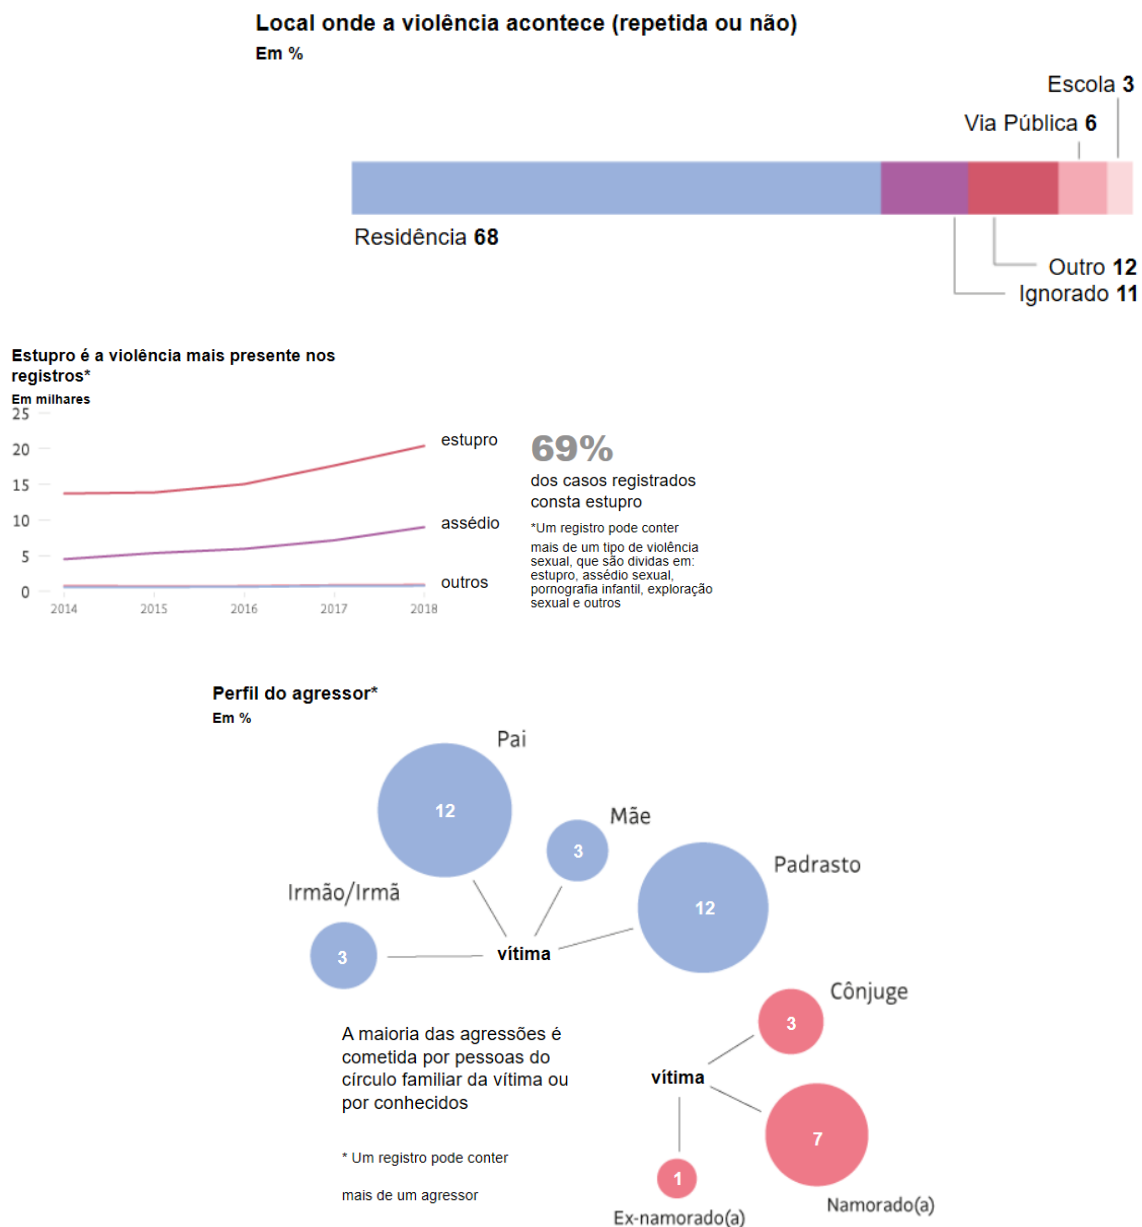 Local onde a violência acontece (repetida ou não)
Em %
Escola 3
Via Pública 6
Residência 68
Outro 12
Ignorado 11
Estupro é a violência mais presente nos
registros*
Em milhares
25
20
15
10
5
0
2014 2015 2016 2017 2018
estupro
assédio
outros
69%
dos casos registrados
consta estupro
*Um registro pode conter
mais de um tipo de violência
sexual, que são dividas em:
estupro, assédio sexual,
pornografia infantil, exploração
sexual e outros
Perfil do agressor*
Em %
Pai
12
Mãe
3
Padrasto
12
Irmão/Irmã
3
vítima
Cônjuge
3
vítima
7
Namorado(a)
1
Ex-namorado(a)
A maioria das agressões é
cometida por pessoas do
círculo familiar da vítima ou
por conhecidos
* Um registro pode conter
mais de um agressor